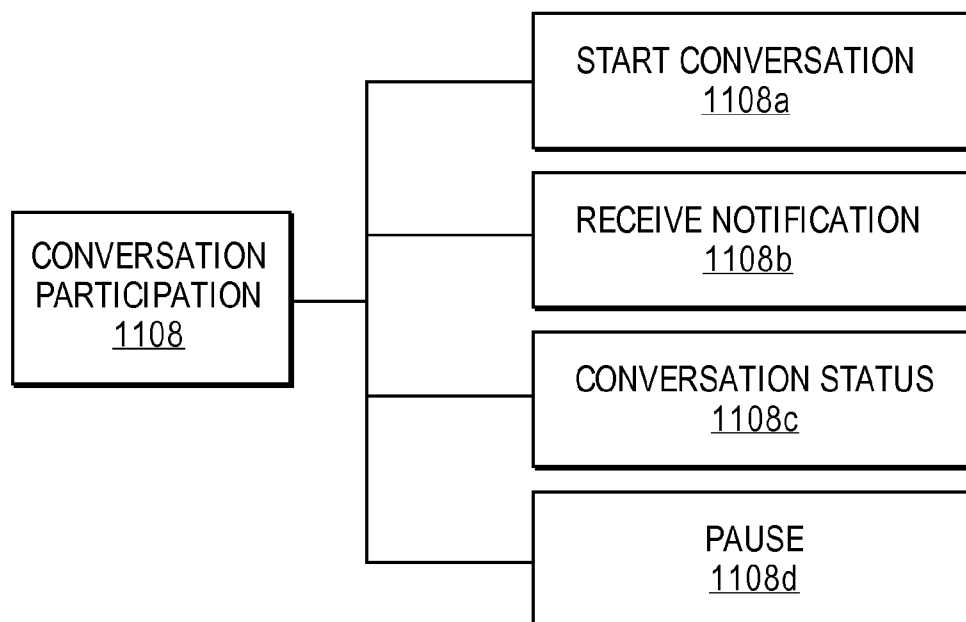 CONVERSATION
PARTICIPATION
1108
START CONVERSATION
1108a
RECEIVE NOTIFICATION
1108b
CONVERSATION STATUS
1108c
PAUSE
1108d